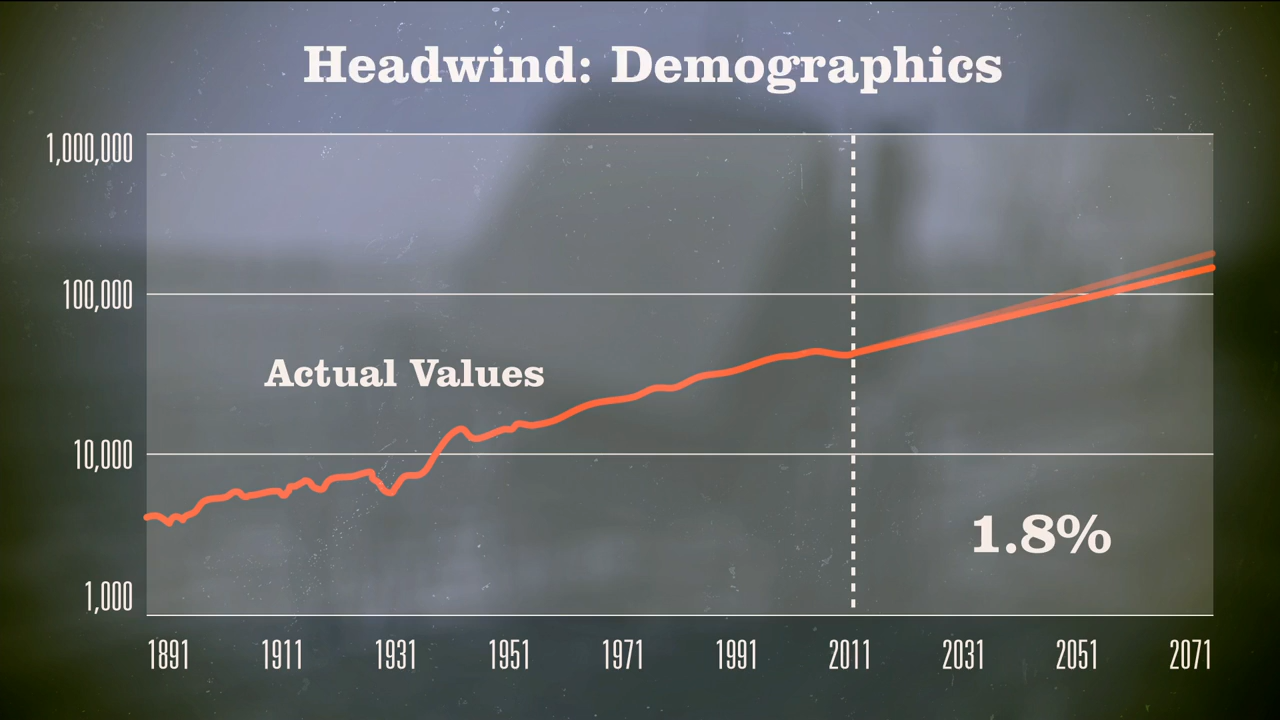 Headwind: Demographics
1,000,000
100,000
Actual Values
10,000
1.8%
1,000
1891 1911 1931 1951 1971 1991 2011 2031 2051 2071